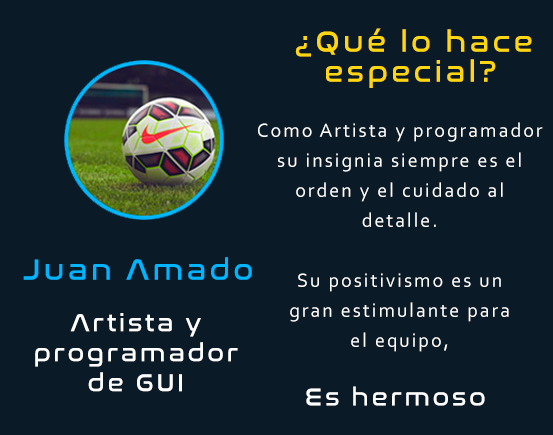 ¿Qué lo hace
especial?
Como Artista y programador
su insignia siempre es el
orden y el cuidado al
detalle.
Su positivismo es un
gran estimulante para
el equipo,
Es hermoso
Juan Amado
Artista y
programador
de GUI